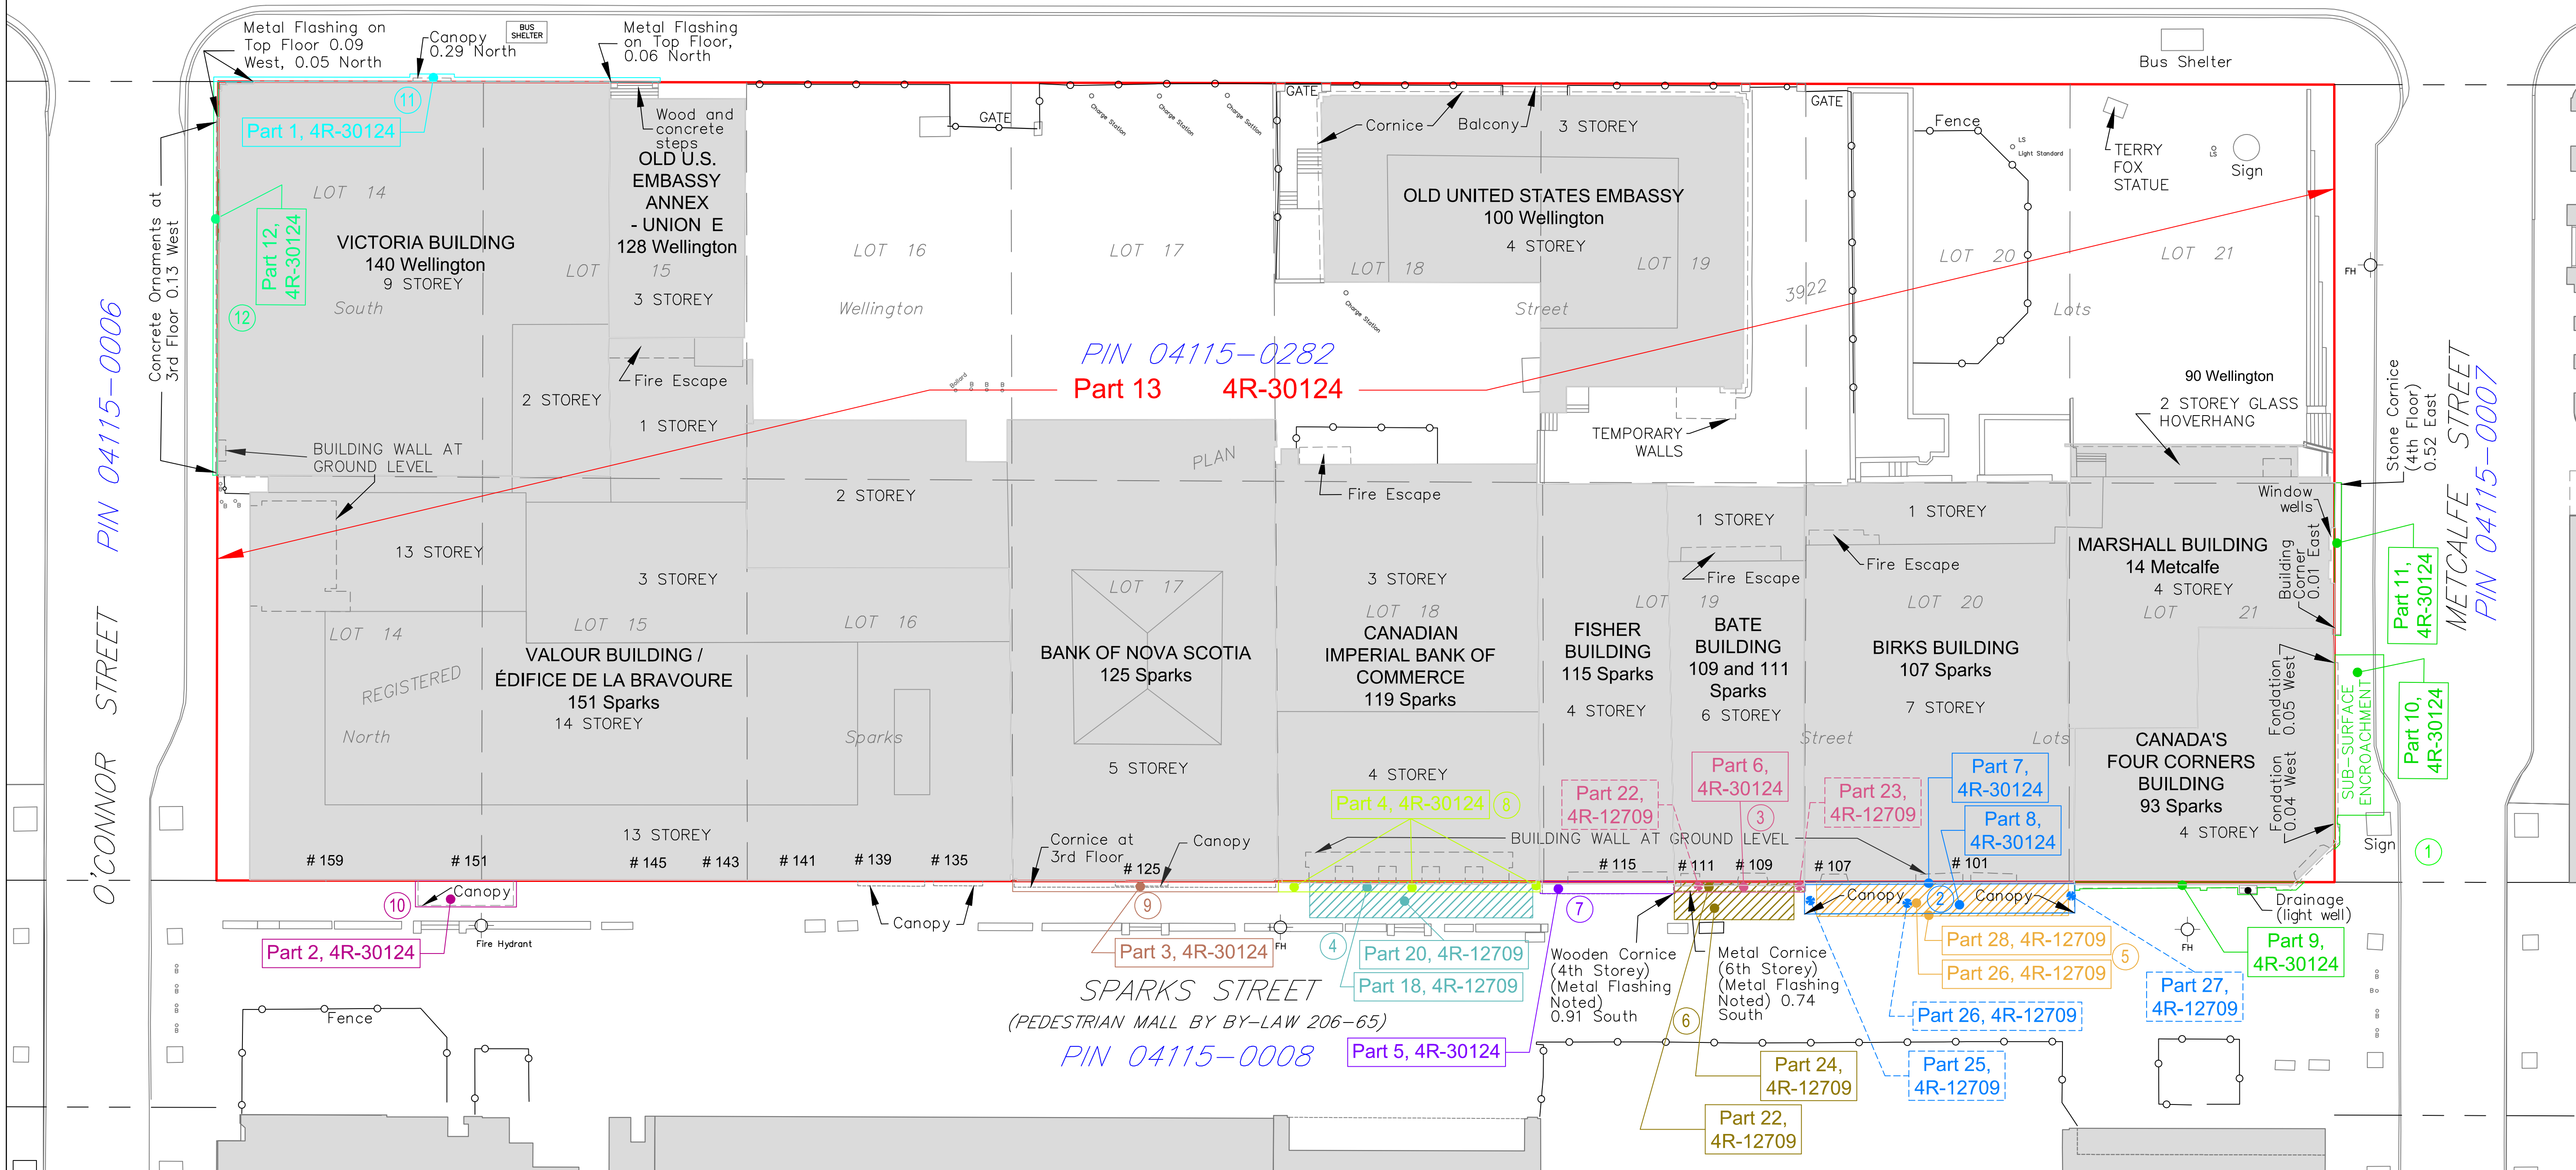 Metal Flashing on
Top Floor 0.09
West, 0.05 North
Canopy
0.29 North
BUS
SHELTER
Metal Flashing
on Top Floor,
0.06 North
Bus Shelter
11
Part 1, 4R-30124
Wood and
concrete
steps
GATE
Charge Station
Charge Station
Charge Station
GATE
Cornice
Balcony
3 STOREY
GATE
Fence
LS
Light Standard
TERRY
FOX
STATUE
LS
Sign
Concrete Ornaments at
3rd Floor 0.13 West
LOT 14
Part 12,
4R-30124
12
VICTORIA BUILDING
140 Wellington
9 STOREY
South
OLD U.S.
EMBASSY
ANNEX
- UNION E
128 Wellington
LOT 15
3 STOREY
LOT 16
Wellington
LOT 17
OLD UNITED STATES EMBASSY
100 Wellington
4 STOREY
LOT 18
LOT 19
Charge Station
Street
3922
LOT 20
LOT 21
Lots
FH
O'CONNOR STREET
PIN 04115-0006
PIN 04115-0282
Part 13 4R-30124
Bollard
B
B
B
Fire Escape
2 STOREY
1 STOREY
BUILDING WALL AT
GROUND LEVEL
TEMPORARY
WALLS
90 Wellington
2 STOREY GLASS
HOVERHANG
Stone Cornice
(4th Floor)
0.52 East
METCALFE STREET
PIN 04115-0007
PLAN
2 STOREY
Fire Escape
Window
wells
13 STOREY
3 STOREY
3 STOREY
1 STOREY
Fire Escape
1 STOREY
Fire Escape
MARSHALL BUILDING
14 Metcalfe
4 STOREY
Building
Corner
0.01 East
Part 11,
4R-30124
LOT 14
LOT 15
LOT 16
LOT 17
LOT 18
LOT 19
LOT 20
LOT 21
VALOUR BUILDING /
ÉDIFICE DE LA BRAVOURE
151 Sparks
14 STOREY
REGISTERED
North
Sparks
BANK OF NOVA SCOTIA
125 Sparks
5 STOREY
CANADIAN
IMPERIAL BANK OF
COMMERCE
119 Sparks
4 STOREY
FISHER
BUILDING
115 Sparks
4 STOREY
BATE
BUILDING
109 and 111
Sparks
6 STOREY
BIRKS BUILDING
107 Sparks
7 STOREY
Street
Lots
CANADA'S
FOUR CORNERS
BUILDING
93 Sparks
4 STOREY
Fondation
0.05 West
Fondation
0.04 West
SUB-SURFACE
ENCROACHMENT
Part 10,
4R-30124
Sign
1
13 STOREY
Part 4, 4R-30124
8
Part 22,
4R-12709
Part 6,
4R-30124
3
Part 23,
4R-12709
Part 7,
4R-30124
Part 8,
4R-30124
BUILDING WALL AT GROUND LEVEL
Cornice at
3rd Floor
Canopy
# 159
# 151
# 145
# 143
# 141
# 139
# 135
# 125
# 115
# 111
# 109
# 107
# 101
Canopy
10
Part 2, 4R-30124
Fire Hydrant
Canopy
9
Part 3, 4R-30124
FH
4
Part 20, 4R-12709
Part 18, 4R-12709
7
Part 5, 4R-30124
Wooden Cornice
(4th Storey)
(Metal Flashing
Noted)
0.91 South
6
Metal Cornice
(6th Storey)
(Metal Flashing
Noted) 0.74
South
Canopy
2
Canopy
Part 28, 4R-12709
Part 26, 4R-12709
5
Part 26, 4R-12709
Part 27,
4R-12709
FH
Drainage
(light well)
Part 9,
4R-30124
Part 25,
4R-12709
Part 24,
4R-12709
Part 22,
4R-12709
SPARKS STREET
(PEDESTRIAN MALL BY BY-LAW 206-65)
PIN 04115-0008
Fence